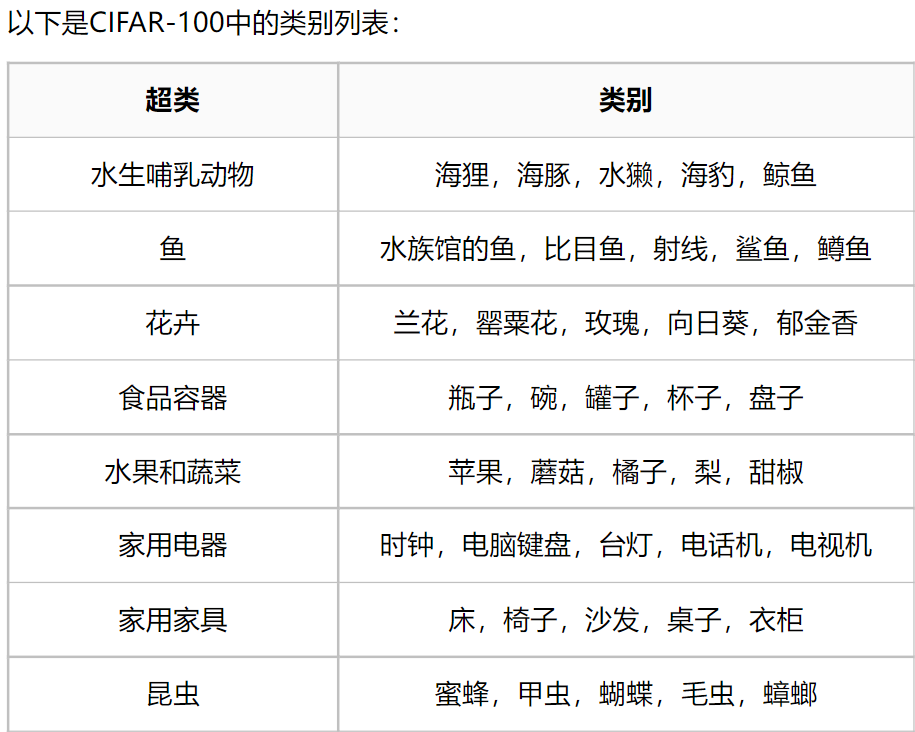 以下是CIFAR-100中的类别列表：
超类 类别
水生哺乳动物 海狸，海豚，水獭，海豹，鲸鱼
鱼 水族馆的鱼，比目鱼，射线，鲨鱼，鳟鱼
花卉 兰花，罂粟花，玫瑰，向日葵，郁金香
食品容器 瓶子，碗，罐子，杯子，盘子
水果和蔬菜 苹果，蘑菇，橘子，梨，甜椒
家用电器 时钟，电脑键盘，台灯，电话机，电视机
家用家具 床，椅子，沙发，桌子，衣柜
昆虫 蜜蜂，甲虫，蝴蝶，毛虫，蟑螂